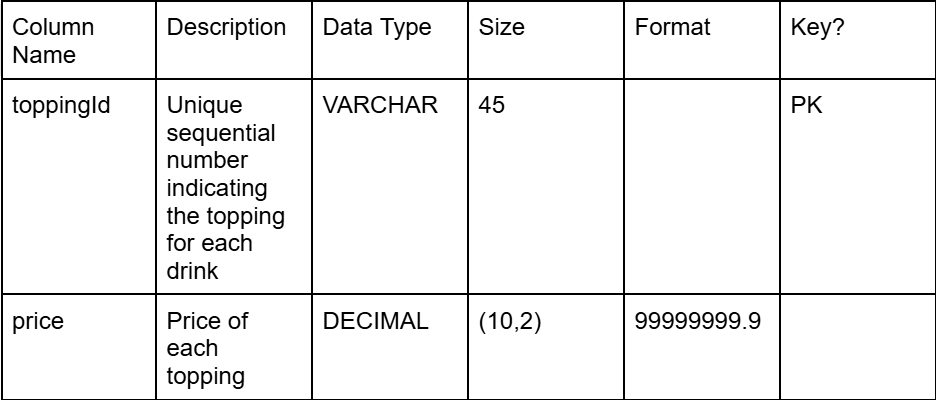 Column Name Description Data Type Size Format Key?
toppingId Unique sequential number indicating the topping for each drink VARCHAR 45 PK
price Price of each topping DECIMAL (10,2) 99999999.9